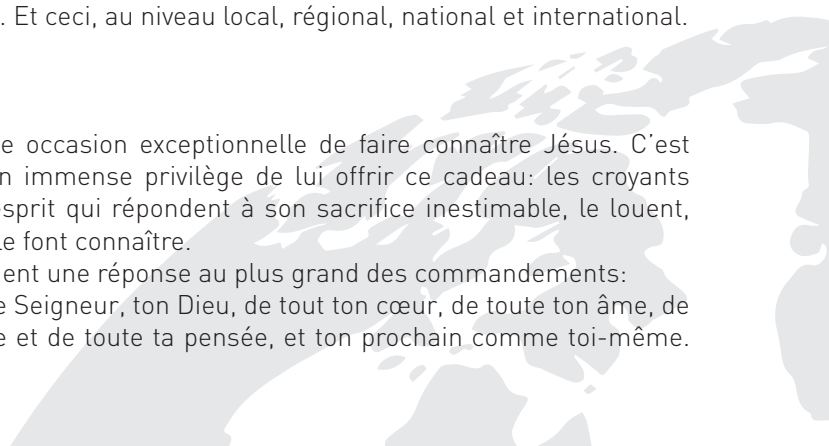 . Et ceci, au niveau local, régional, national et international.
e occasion exceptionnelle de faire connaître Jésus. C’est
n immense privilège de lui offrir ce cadeau: les croyants
esprit qui répondent à son sacrifice inestimable, le louent,
le font connaître.
ent une réponse au plus grand des commandements:
e Seigneur, ton Dieu, de tout ton cœur, de toute ton âme, de
e et de toute ta pensée, et ton prochain comme toi-même.